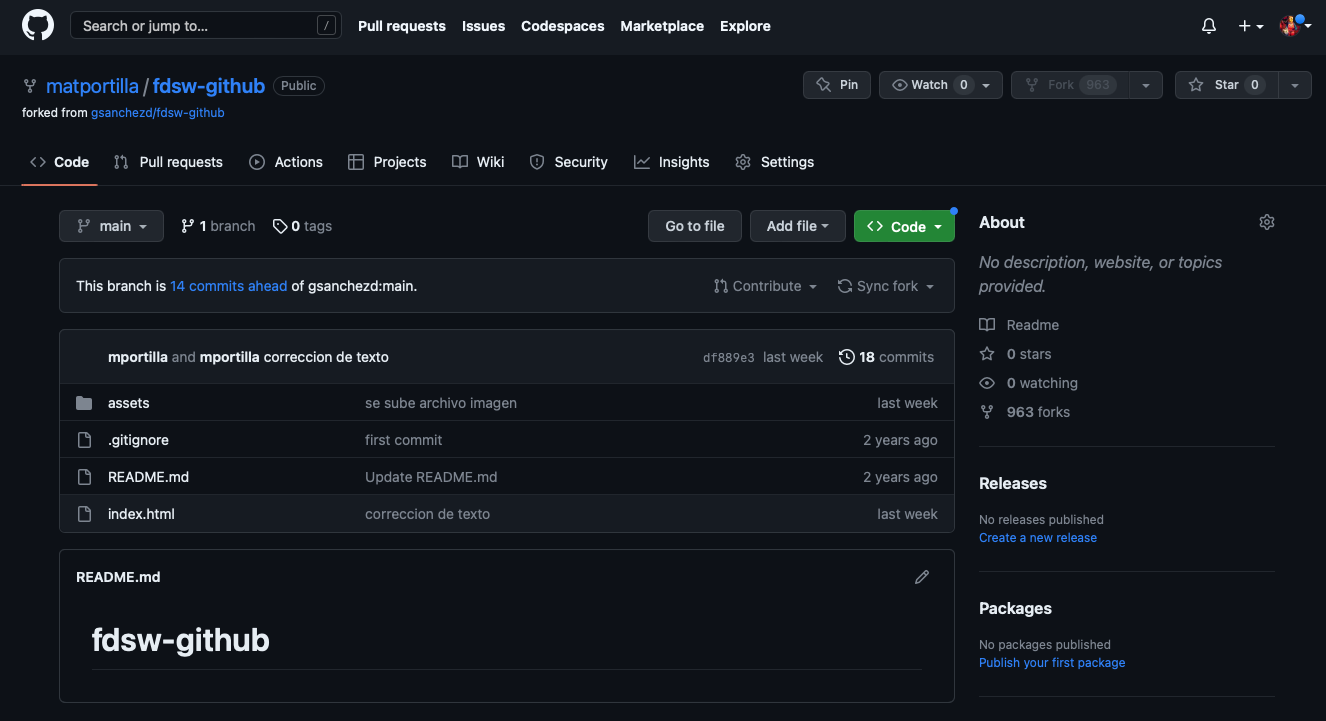 Search or jump to... / Pull requests Issues Codespaces Marketplace Explore
matportilla / fdsw-github Public
Pin Watch 0 Fork 963 Star 0
forked from gsanchezd/fdsw-github
Code Pull requests Actions Projects Wiki Security Insights Settings
main 1 branch 0 tags Go to file Add file Code
This branch is 14 commits ahead of gsanchezd:main. Contribute Sync fork
mportilla and mportilla correccion de texto df889e3 last week 18 commits
assets se sube archivo imagen last week
.gitignore first commit 2 years ago
README.md Update README.md 2 years ago
index.html correccion de texto last week
README.md
fdsw-github
About
No description, website, or topics
provided.
Readme
0 stars
0 watching
963 forks
Releases
No releases published
Create a new release
Packages
No packages published
Publish your first package